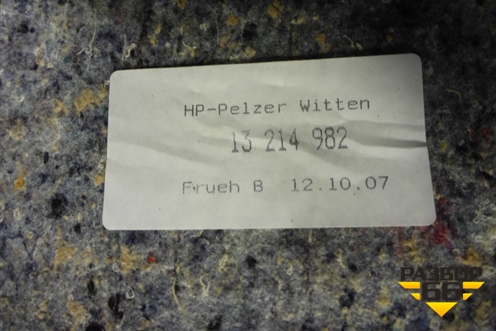 HP-Pelzer Witten
13 214 982
Frueh B 12.10.07
РАЗБОР
66